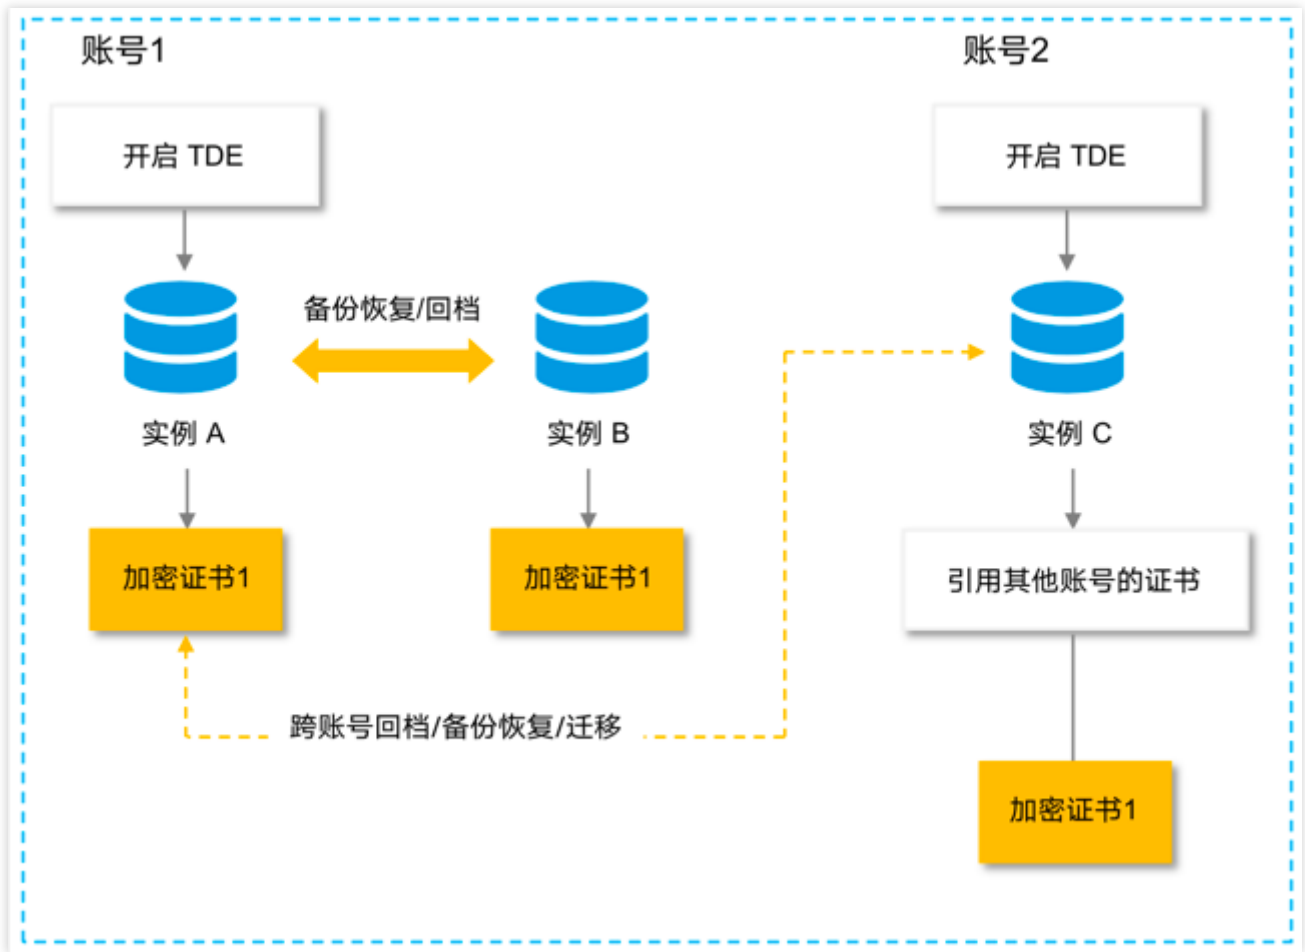 账号1
账号2
开启 TDE
开启 TDE
备份恢复/回档
实例 A
实例 B
实例 C
加密证书1
加密证书1
引用其他账号的证书
跨账号回档/备份恢复/迁移
加密证书1